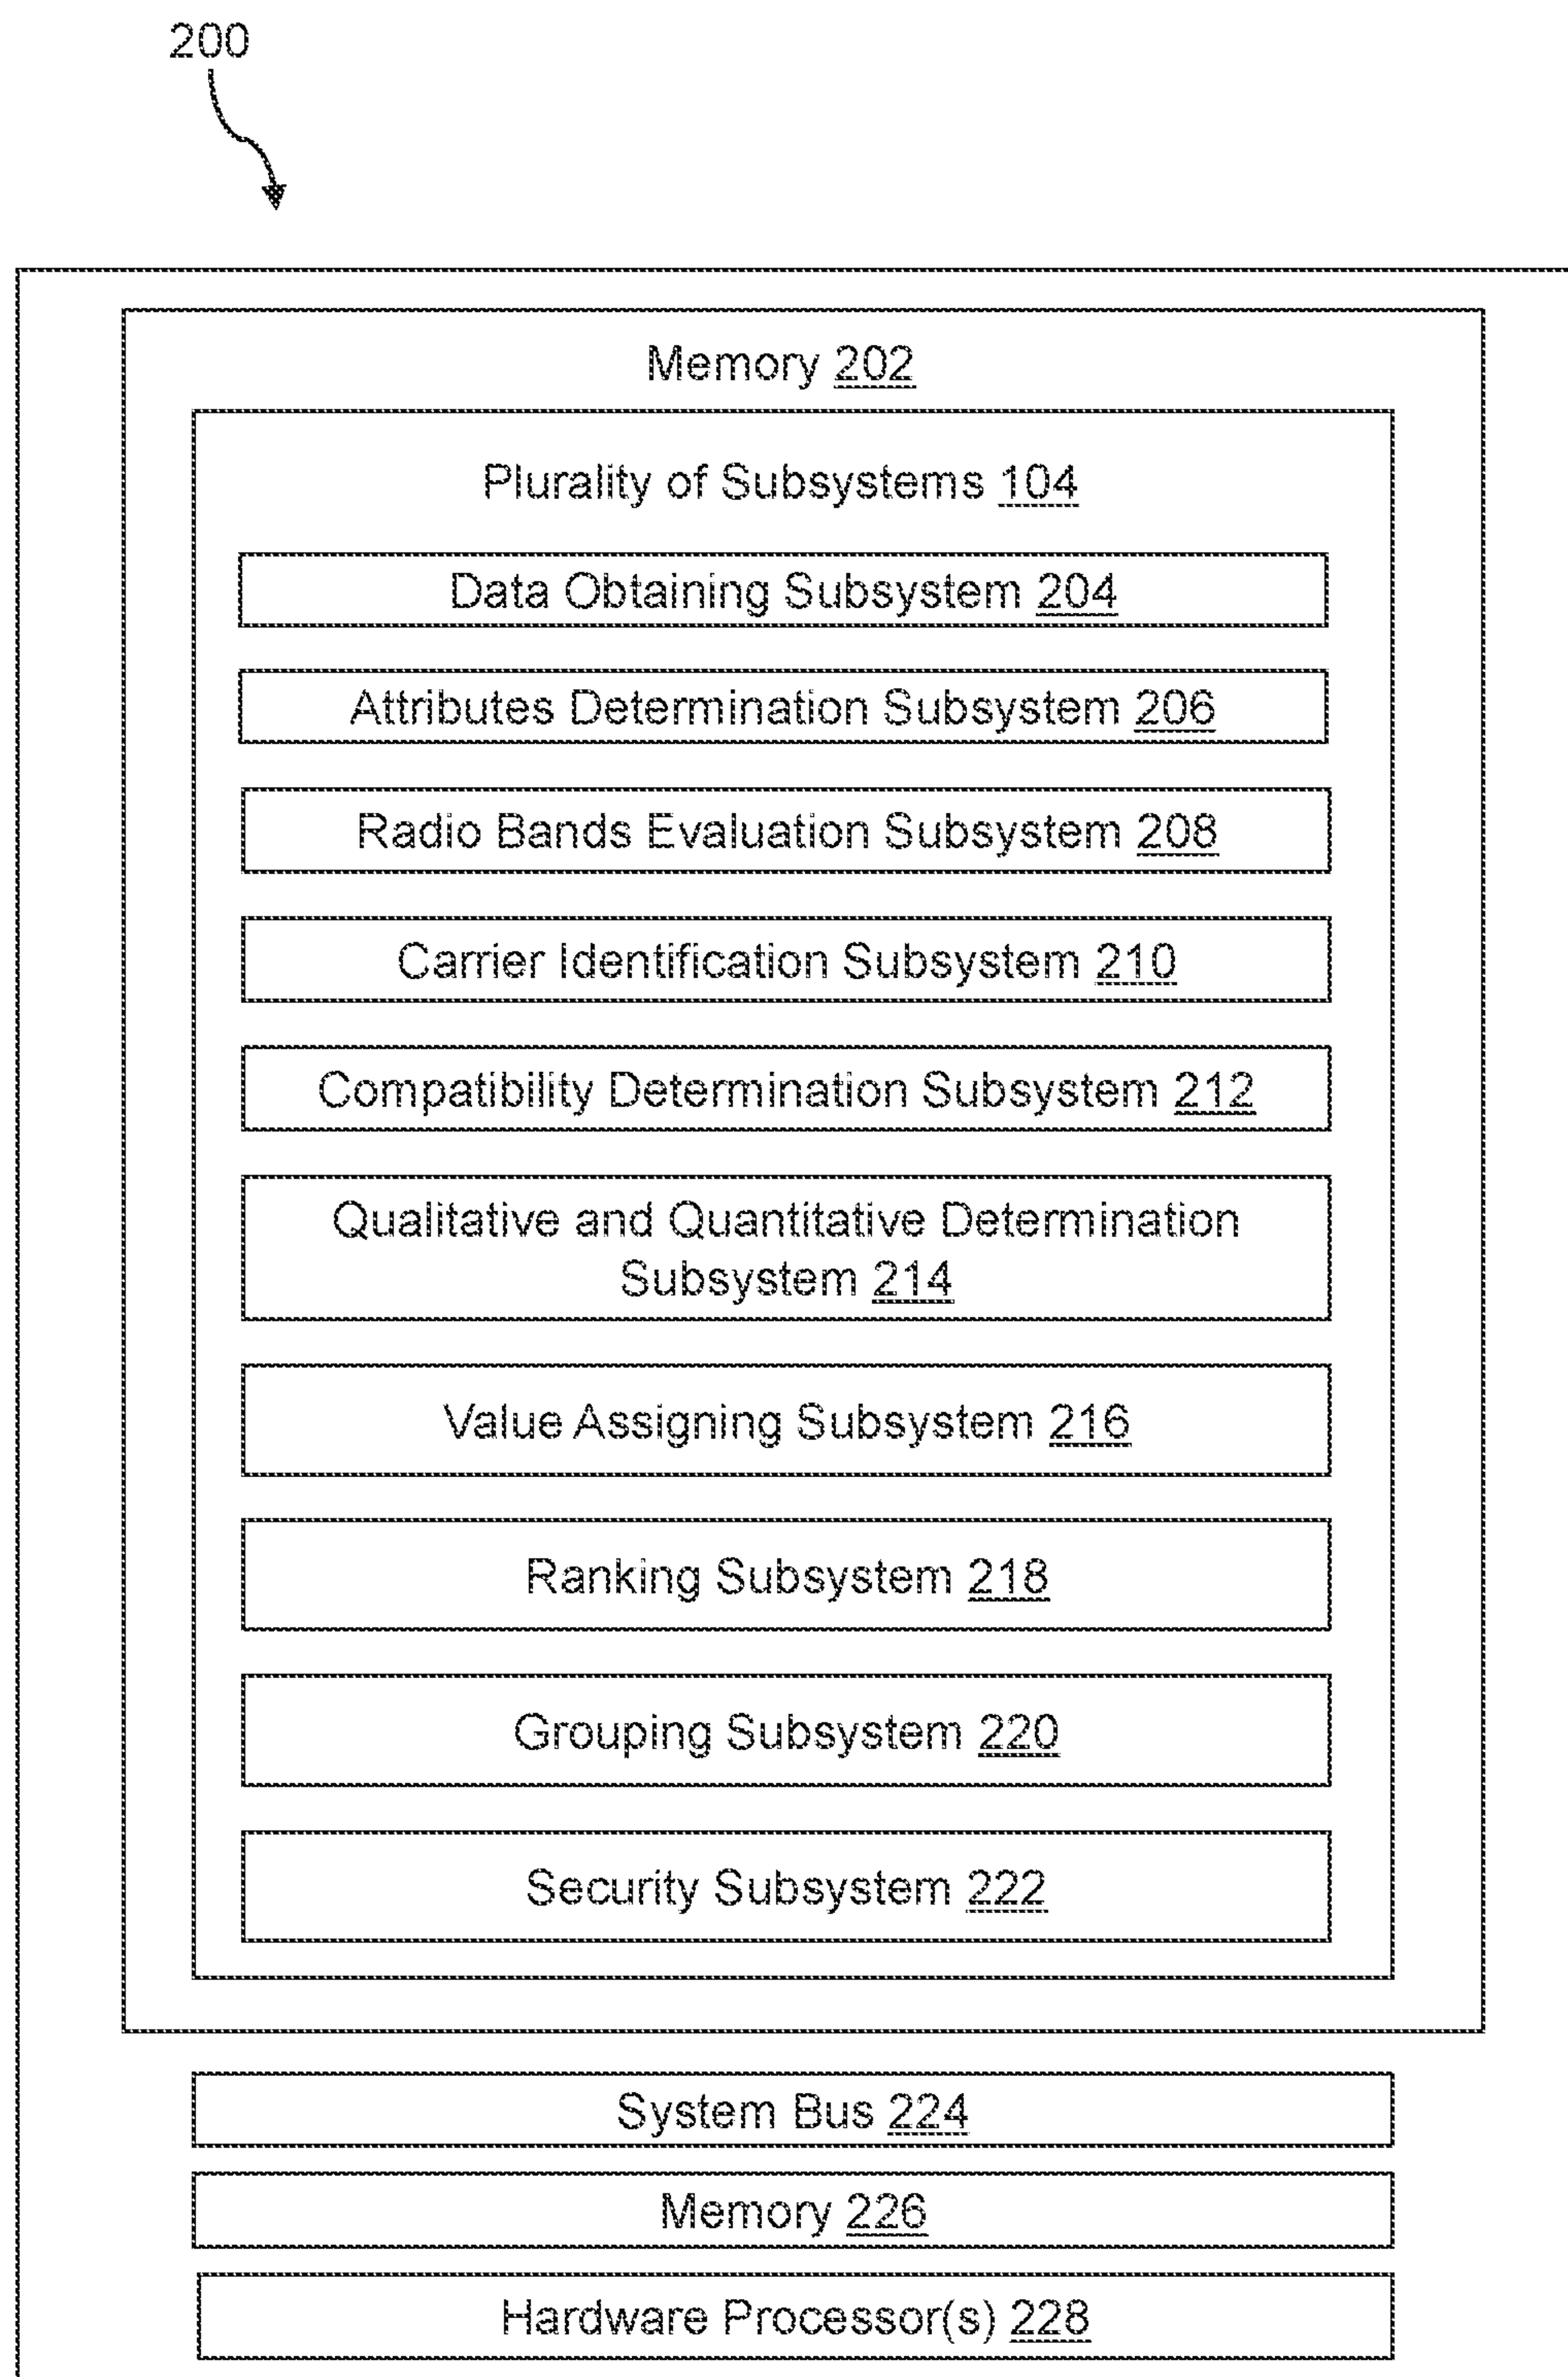 200
Memory 202
Plurality of Subsystems 104
Data Obtaining Subsystem 204
Attributes Determination Subsystem 206
Radio Bands Evaluation Subsystem 208
Carrier Identification Subsystem 210
Compatibility Determination Subsystem 212
Qualitative and Quantitative Determination
Subsystem 214
Value Assigning Subsystem 216
Ranking Subsystem 218
Grouping Subsystem 220
Security Subsystem 222
System Bus 224
Memory 226
Hardware Processor(s) 228